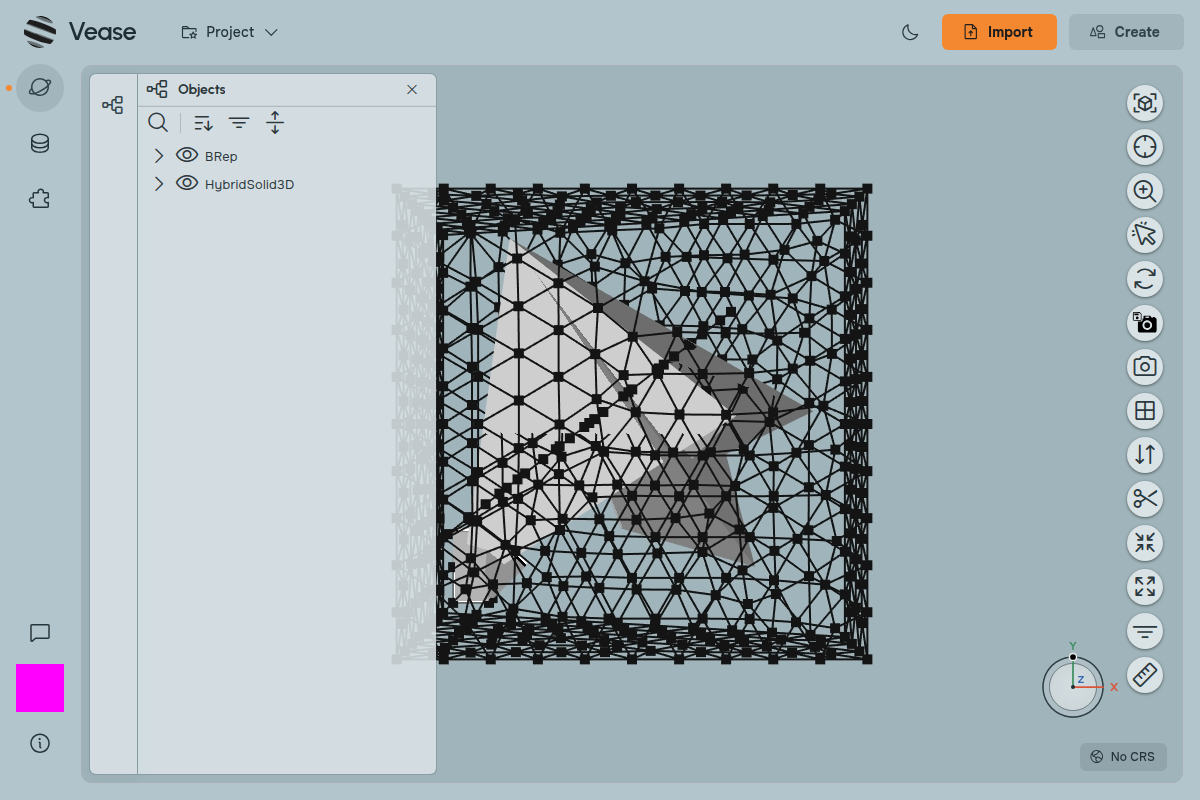 Vease
Project
Import
Create
Objects
BRep
HybridSolid3D
Y
Z
X
No CRS